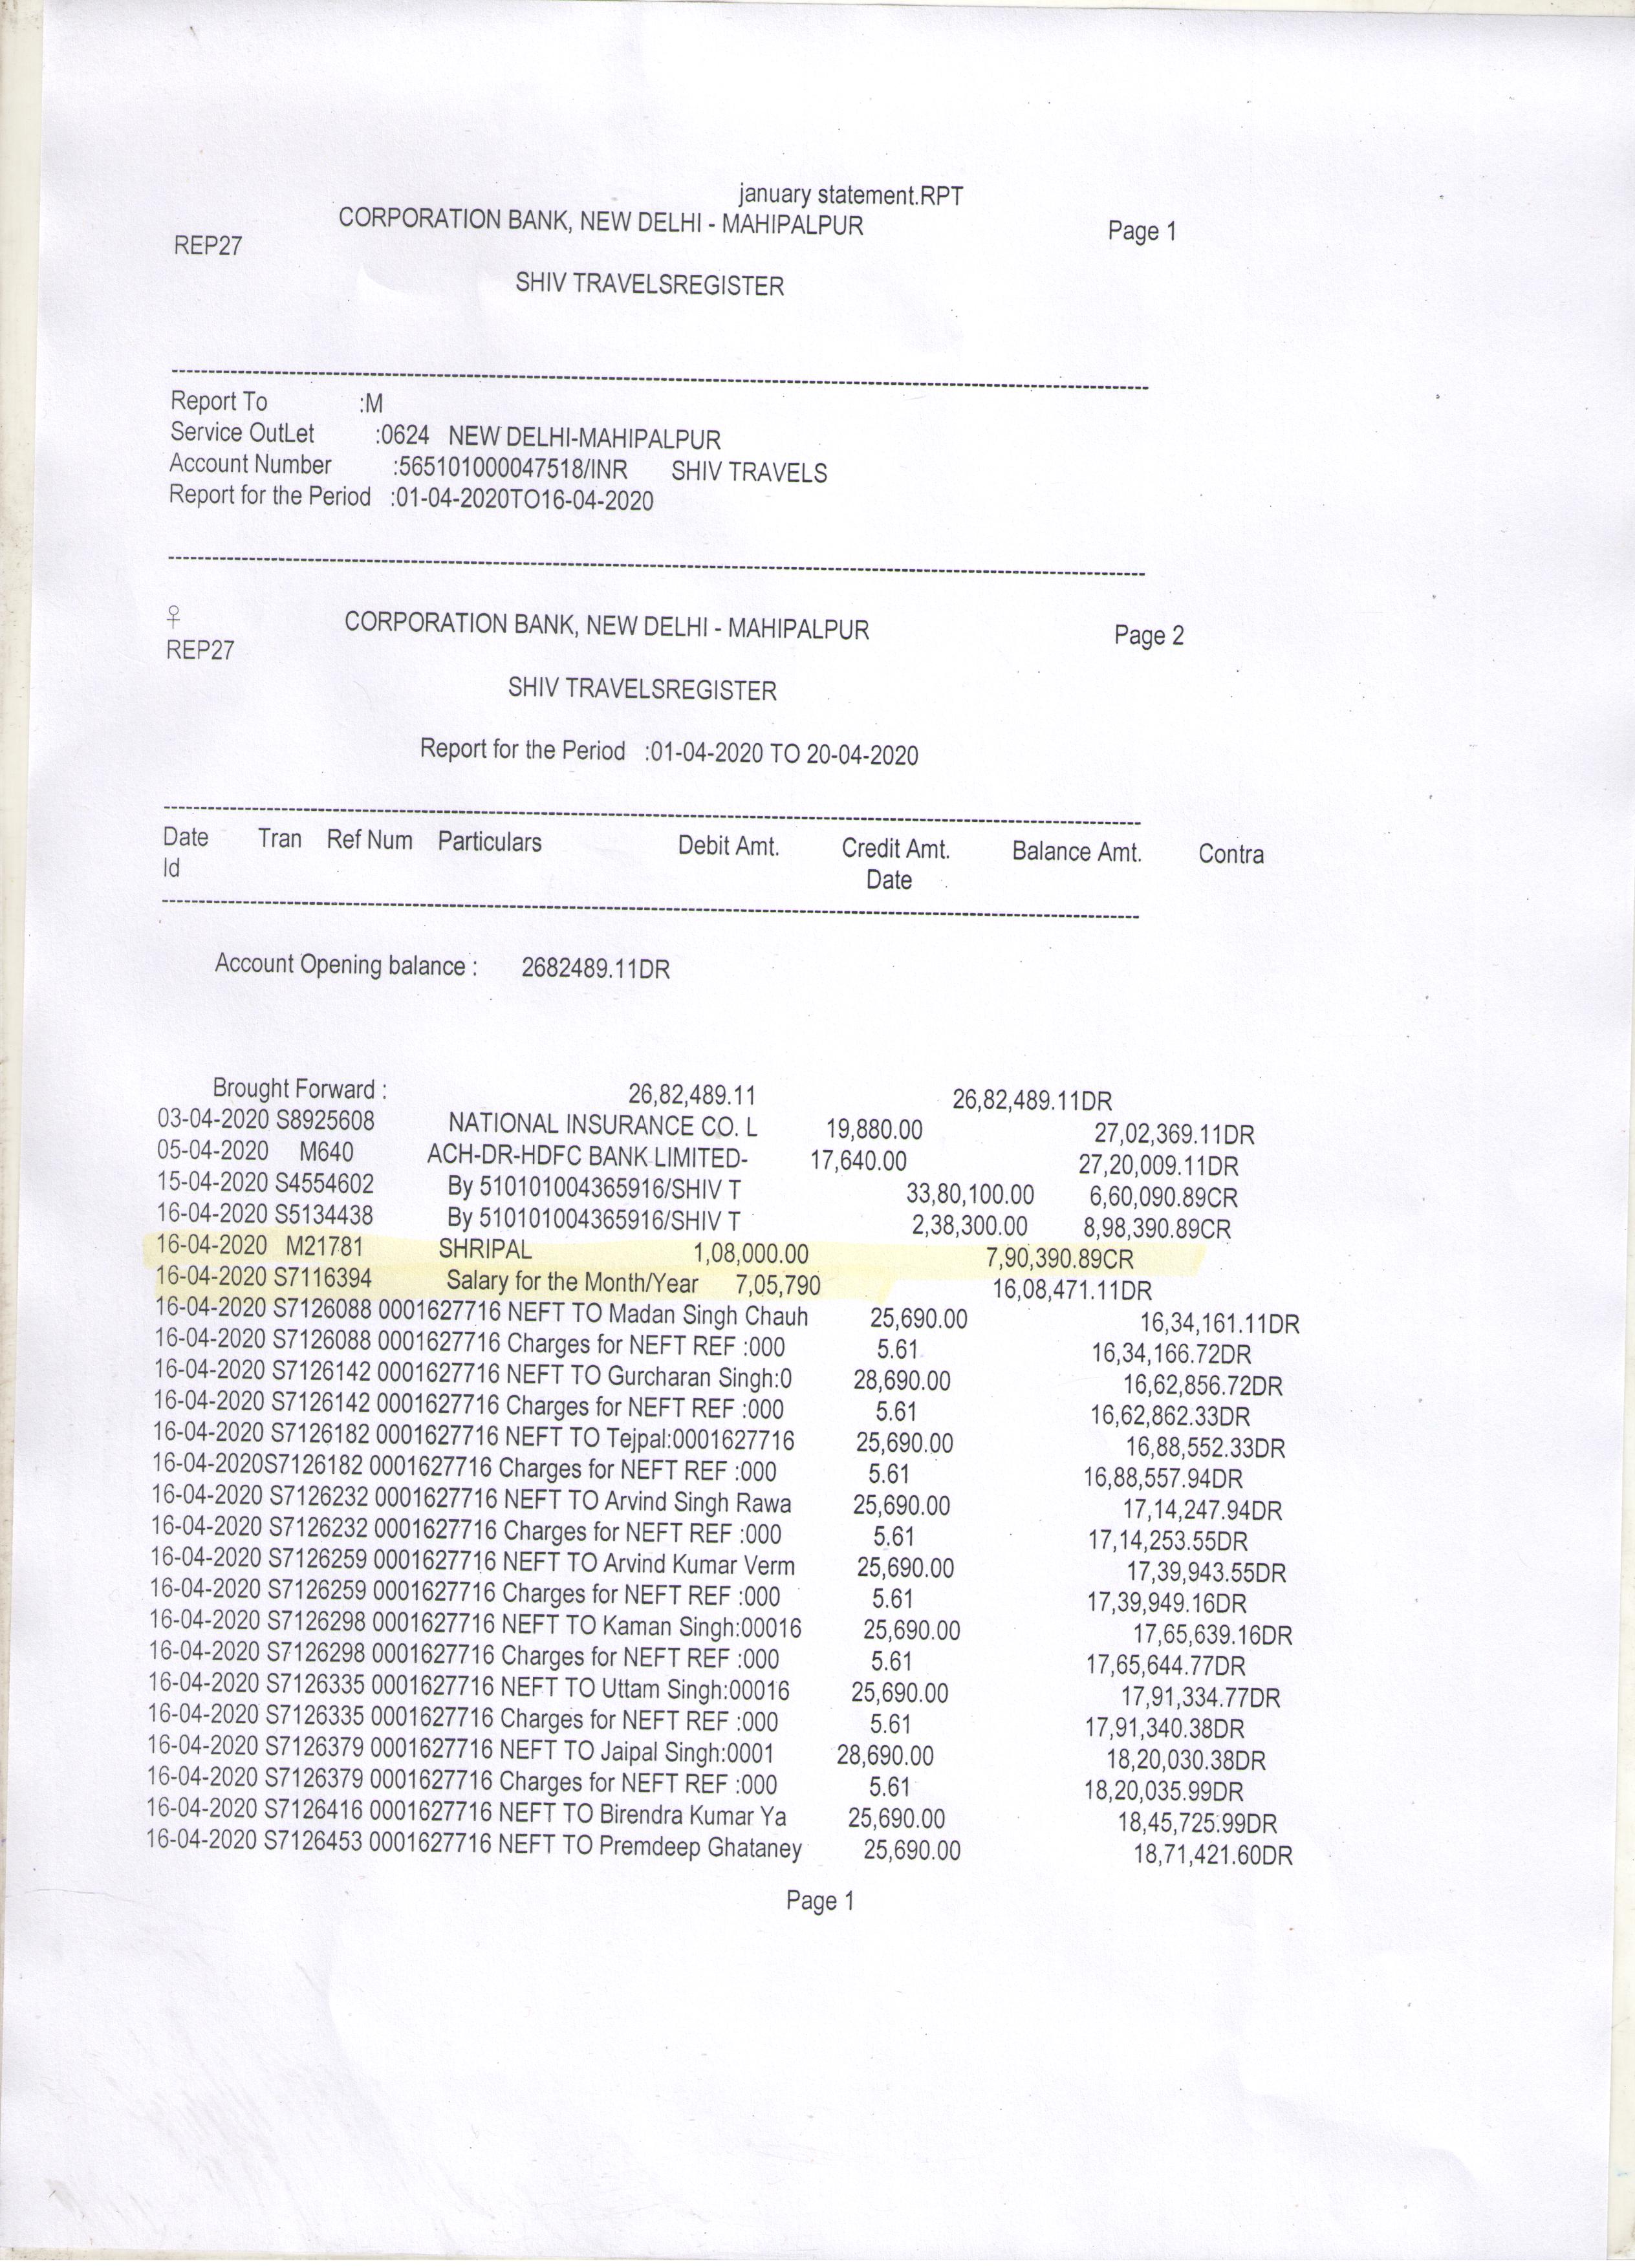 january statement.RPT
CORPORATION BANK, NEW DELHI - MAHIPALPUR Page 1
REP27
SHIV TRAVELSREGISTER
--------------------------------------------------------------------------------
Report To :M
Service OutLet :0624 NEW DELHI-MAHIPALPUR
Account Number :565101000047518/INR SHIV TRAVELS
Report for the Period :01-04-2020TO16-04-2020
--------------------------------------------------------------------------------
♀ CORPORATION BANK, NEW DELHI - MAHIPALPUR Page 2
REP27
SHIV TRAVELSREGISTER
Report for the Period :01-04-2020 TO 20-04-2020
--------------------------------------------------------------------------------
Date Tran Ref Num Particulars Debit Amt. Credit Amt. Balance Amt. Contra
Id Date
--------------------------------------------------------------------------------
Account Opening balance : 2682489.11DR
Brought Forward : 26,82,489.11 26,82,489.11DR
03-04-2020 S8925608 NATIONAL INSURANCE CO. L 19,880.00 27,02,369.11DR
05-04-2020 M640 ACH-DR-HDFC BANK LIMITED- 17,640.00 27,20,009.11DR
15-04-2020 S4554602 By 510101004365916/SHIV T 33,80,100.00 6,60,090.89CR
16-04-2020 S5134438 By 510101004365916/SHIV T 2,38,300.00 8,98,390.89CR
16-04-2020 M21781 SHRIPAL 1,08,000.00 7,90,390.89CR
16-04-2020 S7116394 Salary for the Month/Year 7,05,790 16,08,471.11DR
16-04-2020 S7126088 0001627716 NEFT TO Madan Singh Chauh 25,690.00 16,34,161.11DR
16-04-2020 S7126088 0001627716 Charges for NEFT REF :000 5.61 16,34,166.72DR
16-04-2020 S7126142 0001627716 NEFT TO Gurcharan Singh:0 28,690.00 16,62,856.72DR
16-04-2020 S7126142 0001627716 Charges for NEFT REF :000 5.61 16,62,862.33DR
16-04-2020 S7126182 0001627716 NEFT TO Tejpal:0001627716 25,690.00 16,88,552.33DR
16-04-2020S7126182 0001627716 Charges for NEFT REF :000 5.61 16,88,557.94DR
16-04-2020 S7126232 0001627716 NEFT TO Arvind Singh Rawa 25,690.00 17,14,247.94DR
16-04-2020 S7126232 0001627716 Charges for NEFT REF :000 5.61 17,14,253.55DR
16-04-2020 S7126259 0001627716 NEFT TO Arvind Kumar Verm 25,690.00 17,39,943.55DR
16-04-2020 S7126259 0001627716 Charges for NEFT REF :000 5.61 17,39,949.16DR
16-04-2020 S7126298 0001627716 NEFT TO Kaman Singh:00016 25,690.00 17,65,639.16DR
16-04-2020 S7126298 0001627716 Charges for NEFT REF :000 5.61 17,65,644.77DR
16-04-2020 S7126335 0001627716 NEFT TO Uttam Singh:00016 25,690.00 17,91,334.77DR
16-04-2020 S7126335 0001627716 Charges for NEFT REF :000 5.61 17,91,340.38DR
16-04-2020 S7126379 0001627716 NEFT TO Jaipal Singh:0001 28,690.00 18,20,030.38DR
16-04-2020 S7126379 0001627716 Charges for NEFT REF :000 5.61 18,20,035.99DR
16-04-2020 S7126416 0001627716 NEFT TO Birendra Kumar Ya 25,690.00 18,45,725.99DR
16-04-2020 S7126453 0001627716 NEFT TO Premdeep Ghataney 25,690.00 18,71,421.60DR
Page 1